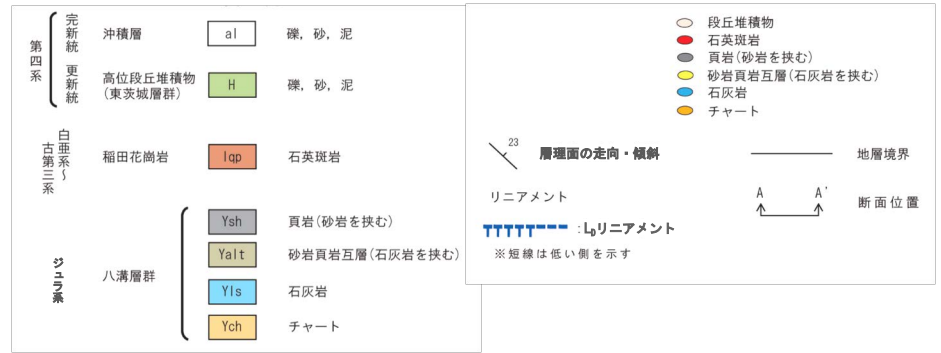 第四系
完新統
沖積層
al
礫，砂，泥
更新統
高位段丘堆積物
(東茨城層群)
H
礫，砂，泥
白亜系～
古第三系
稲田花崗岩
Iqp
石英斑岩
ジュラ系
八溝層群
Ysh
頁岩(砂岩を挟む)
Yalt
砂岩頁岩互層(石灰岩を挟む)
Yls
石灰岩
Ych
チャート
段丘堆積物
石英斑岩
頁岩(砂岩を挟む)
砂岩頁岩互層(石灰岩を挟む)
石灰岩
チャート
23
層理面の走向・傾斜
地層境界
リニアメント
A A'
断面位置
:LDリニアメント
※短線は低い側を示す